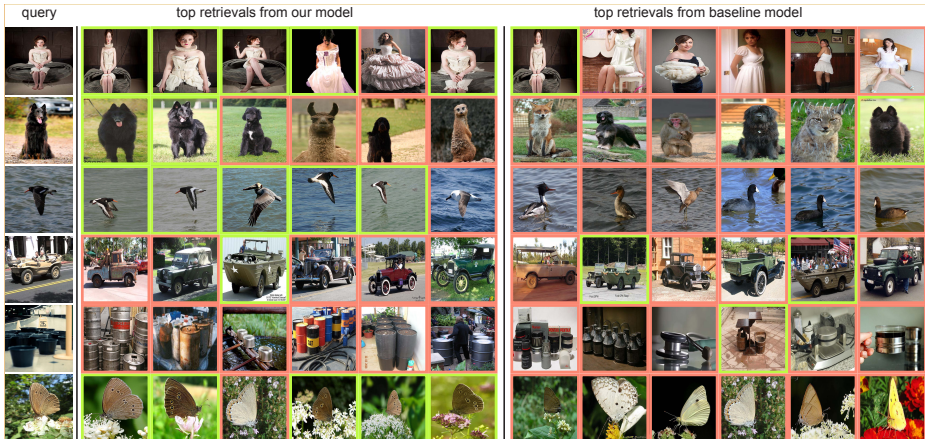 query
top retrievals from our model
top retrievals from baseline model